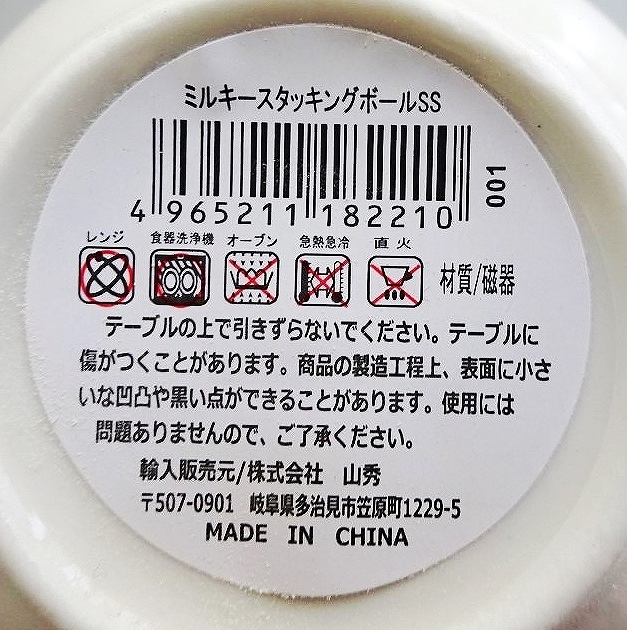 ミルキースタッキングボールSS
001
4 965211 182210
レンジ 食器洗浄機 オーブン 急熱急冷 直火
材質/磁器
テーブルの上で引きずらないでください。テーブルに
傷がつくことがあります。商品の製造工程上、表面に小さ
いな凹凸や黒い点ができることがあります。使用には
問題ありませんので、ご了承ください。
輸入販売元/株式会社 山秀
〒507-0901 岐阜県多治見市笠原町1229-5
MADE IN CHINA